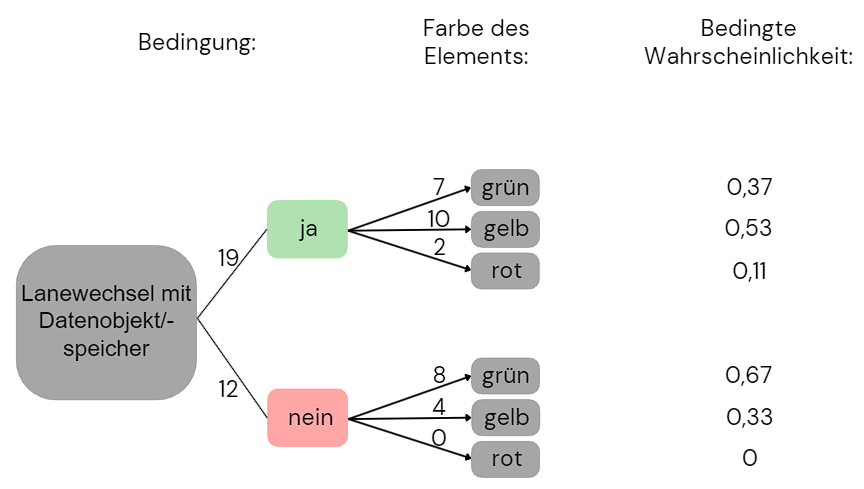 Bedingung:
Farbe des
Elements:
Bedingte
Wahrscheinlichkeit:
7
grün
0,37
ja
10
gelb
0,53
2
rot
0,11
19
Lanewechsel mit
Datenobjekt/-
speicher
12
8
grün
0,67
nein
4
gelb
0,33
0
rot
0